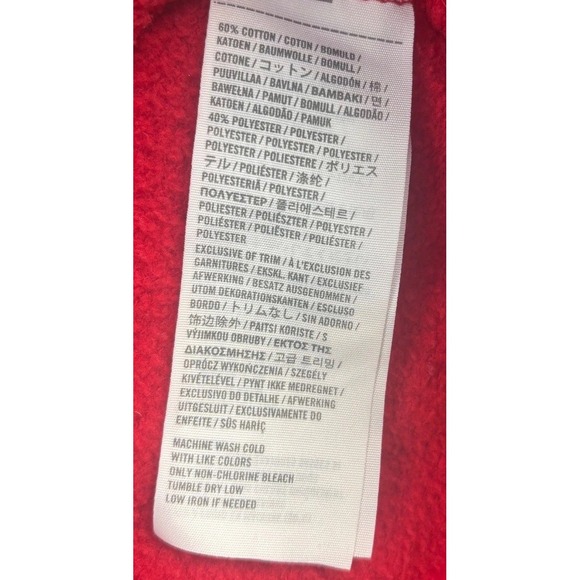 60% COTTON / COTON / BOMULD /
KATOEN / BAUMWOLLE / BOMULL /
COTONE / コットン / ALGODÓN / 棉 /
PUUVILLAA / BAVLNA / BAMBAKI / 면 /
BAWEŁNA / PAMUT / BOMULL / ALGODÃO /
KATOEN / ALGODÃO / PAMUK
40% POLYESTER / POLYESTER /
POLYESTER / POLYESTER / POLYESTER /
POLYESTER / POLIESTERE / ポリエス
テル / POLIÉSTER / 涤纶 /
POLYESTERIÄ / POLYESTER /
ΠΟΛΥΕΣΤΕΡ / 폴리에스테르 /
POLIESTER / POLIÉSZTER / POLYESTER /
POLIÉSTER / POLIËSTER / POLIÉSTER /
POLYESTER
EXCLUSIVE OF TRIM / À L'EXCLUSION DES
GARNITURES / EKSKL. KANT / EXCLUSIEF
AFWERKING / BESATZ AUSGENOMMEN /
UTOM DEKORATIONSKANTEN / ESCLUSO
BORDO / トリムなし / SIN ADORNO /
饰边除外 / PAITSI KORISTE / S
VÝJIMKOU OBRUBY / ΕΚΤΟΣ ΤΗΣ
ΔΙΑΚΟΣΜΗΣΗΣ / 고급 트리밍 /
OPRÓCZ WYKOŃCZENIA / SZEGÉLY
KIVÉTELÉVEL / PYNT IKKE MEDREGNET /
EXCLUSIVO DO DETALHE / AFWERKING
UITGESLUIT / EXCLUSIVAMENTE DO
ENFEITE / SÜS HARİÇ
MACHINE WASH COLD
WITH LIKE COLORS
ONLY NON-CHLORINE BLEACH
TUMBLE DRY LOW
LOW IRON IF NEEDED